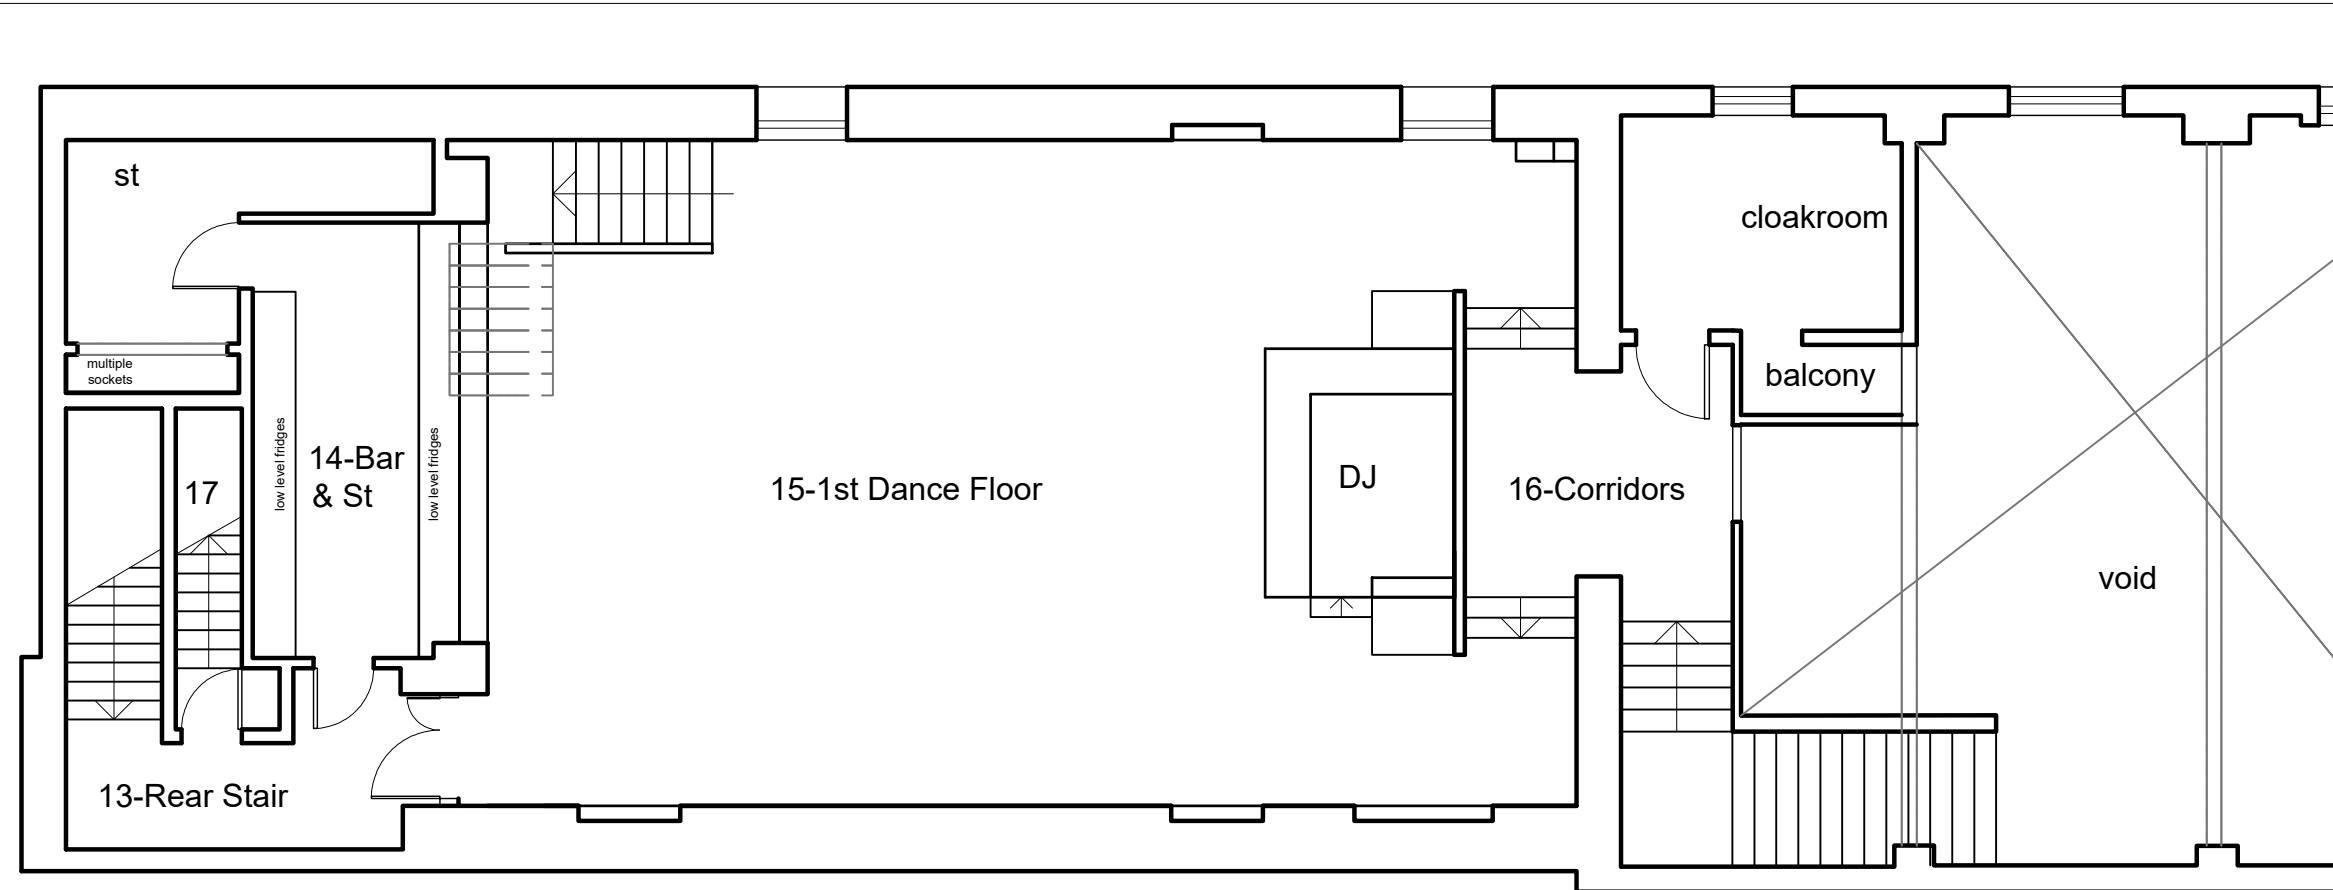 st
cloakroom
multiple
sockets
balcony
low level fridges
14-Bar
& St
low level fridges
17
15-1st Dance Floor
DJ
16-Corridors
void
13-Rear Stair